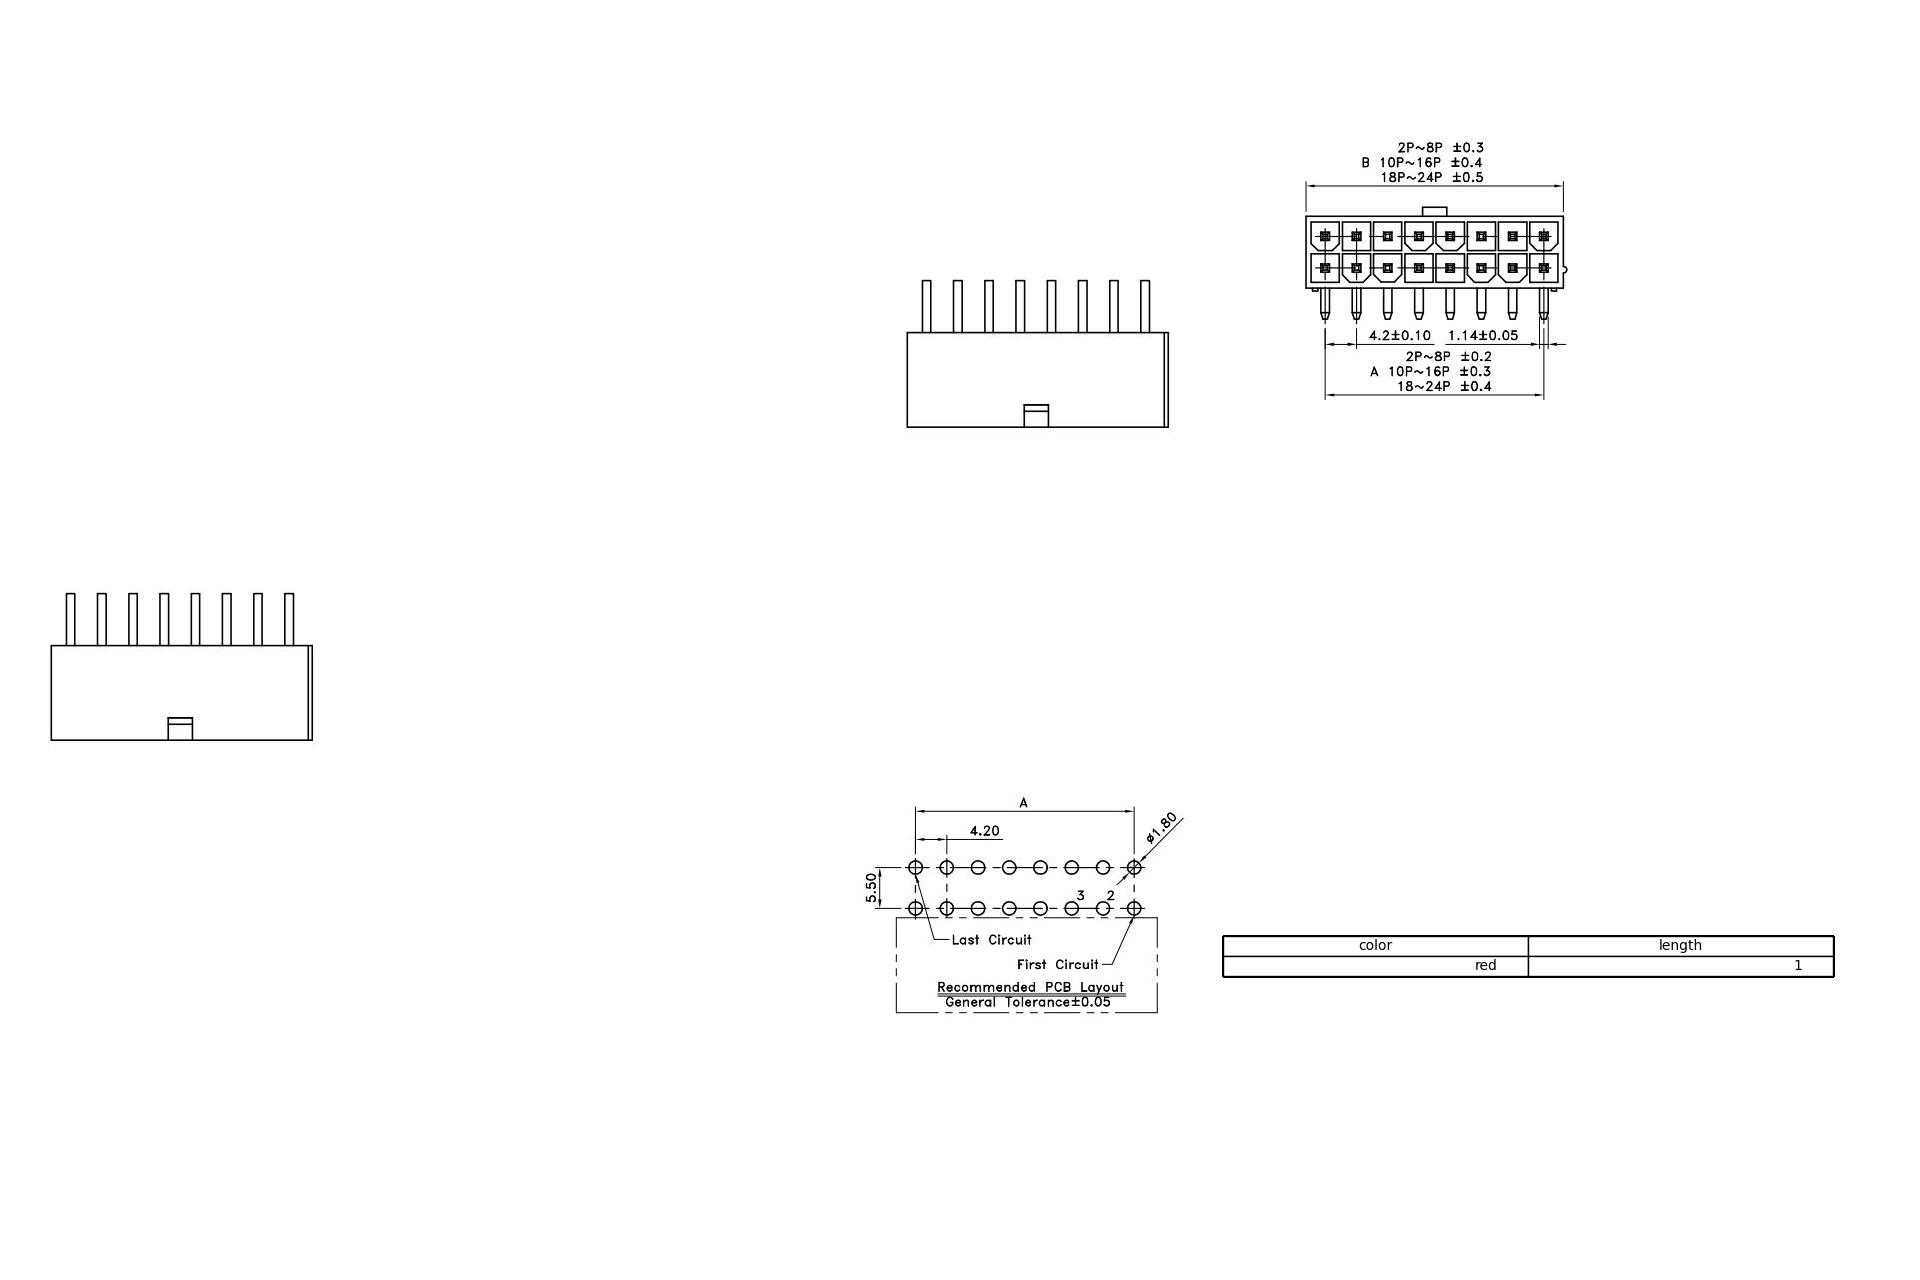 2P~8P ±0.3
B 10P~16P ±0.4
18P~24P ±0.5
4.2±0.10 1.14±0.05
2P~8P ±0.2
A 10P~16P ±0.3
18~24P ±0.4
A
4.20
ø1.80
5.50
3 2
Last Circuit
First Circuit
Recommended PCB Layout
General Tolerance±0.05
color length
red 1